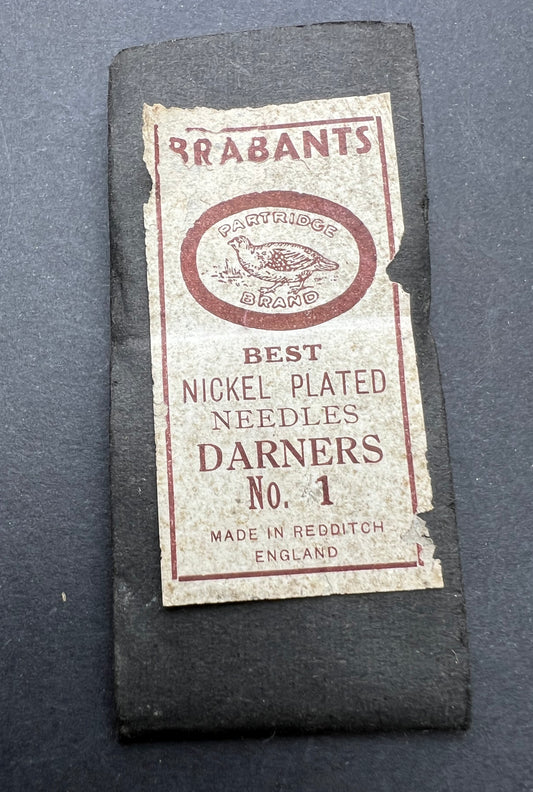 BRABANTS
PARTRIDGE
BRAND
BEST
NICKEL PLATED
NEEDLES
DARNERS
No. 1
MADE IN REDDITCH
ENGLAND